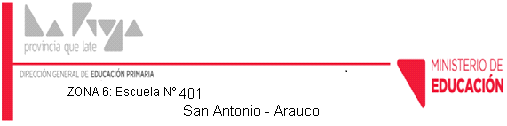 La Rioja
provincia que late
DIRECCIÓN GENERAL DE EDUCACIÓN PRIMARIA
MINISTERIO DE
EDUCACIÓN
ZONA 6: Escuela Nº 401
San Antonio - Arauco